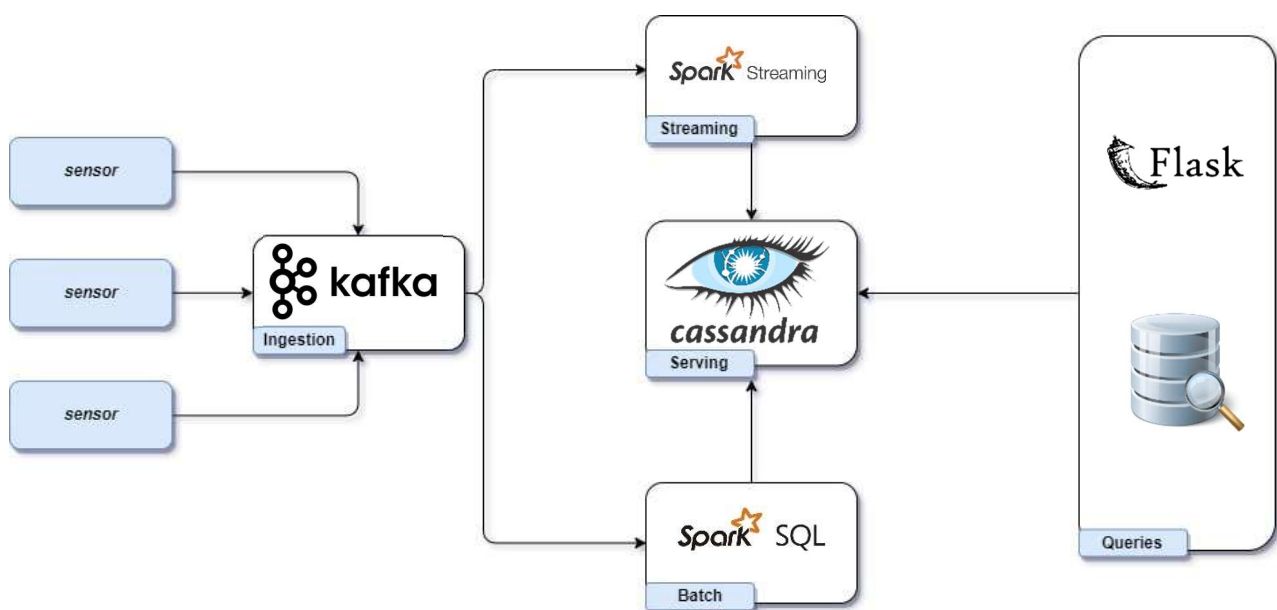 Spark Streaming
Streaming
sensor
Flask
sensor
kafka
Ingestion
cassandra
Serving
sensor
Spark SQL
Batch
Queries